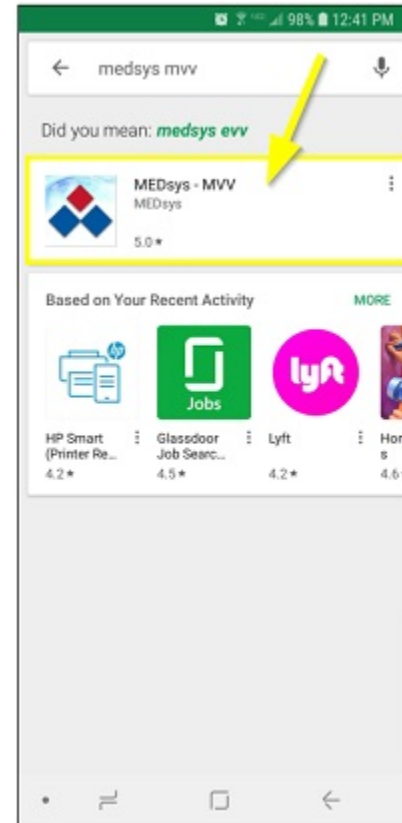 98% 12:41 PM
medsys mvv
Did you mean: medsys evv
MEDsys - MVV
MEDsys
5.0★
Based on Your Recent Activity MORE
hp
Jobs
lyft
HP Smart
(Printer Re...
4.2★
Glassdoor
Job Searc...
4.5★
Lyft
4.2★
Hor
s
4.6